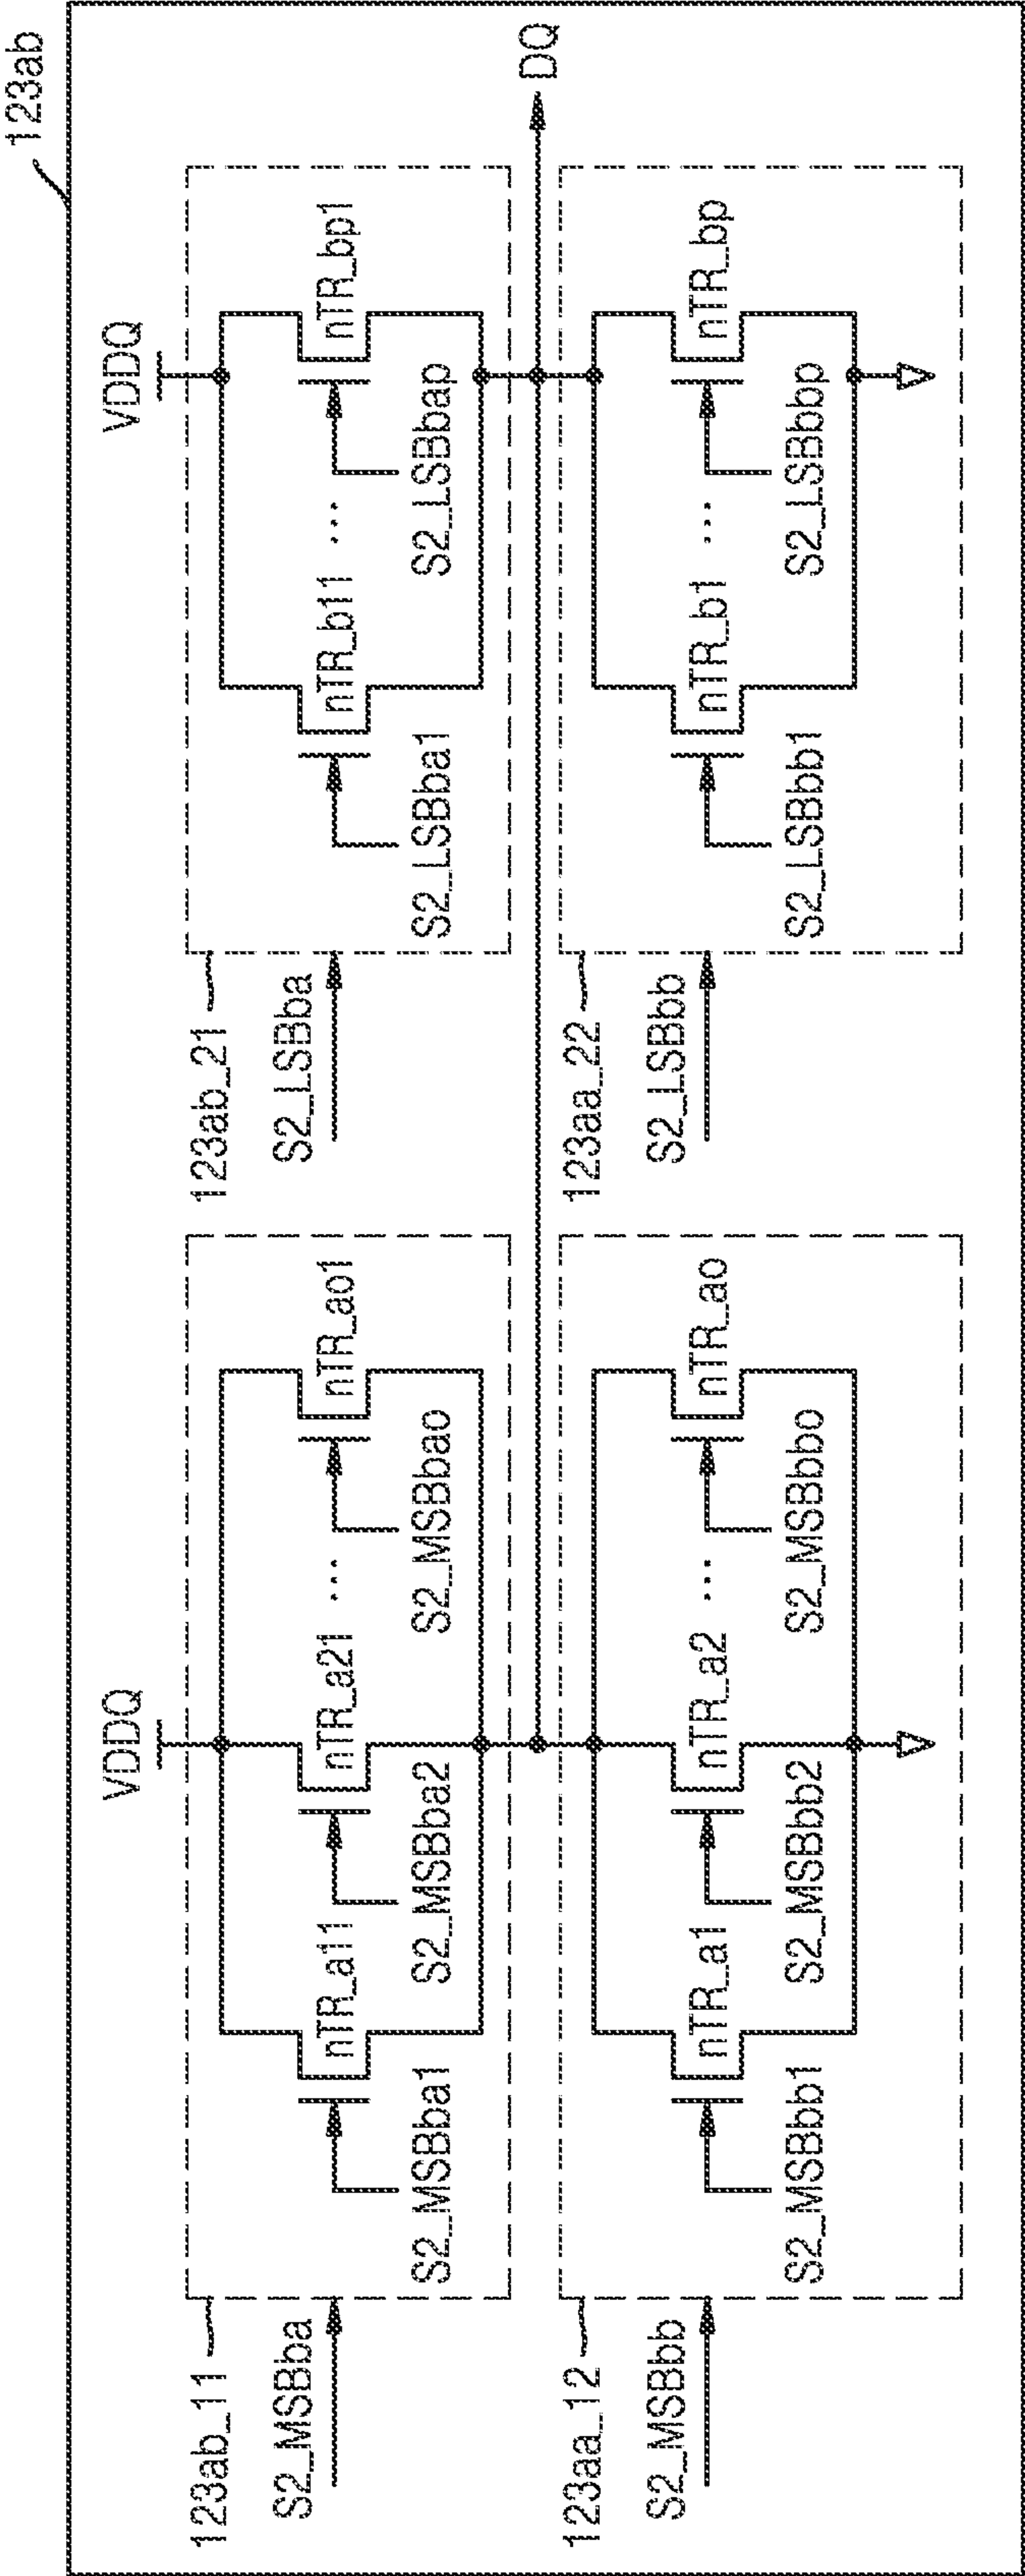 123ab
VDDQ
VDDQ
123ab_11
S2_MSBba
nTR_a11
nTR_a21
...
nTR_ao1
S2_MSBba1
S2_MSBba2
S2_MSBbao
123ab_21
S2_LSBba
nTR_b11
...
nTR_bp1
S2_LSBba1
S2_LSBbap
DQ
123aa_12
S2_MSBbb
nTR_a1
nTR_a2
...
nTR_ao
S2_MSBbb1
S2_MSBbb2
S2_MSBbbo
123aa_22
S2_LSBbb
nTR_b1
...
nTR_bp
S2_LSBbb1
S2_LSBbbp